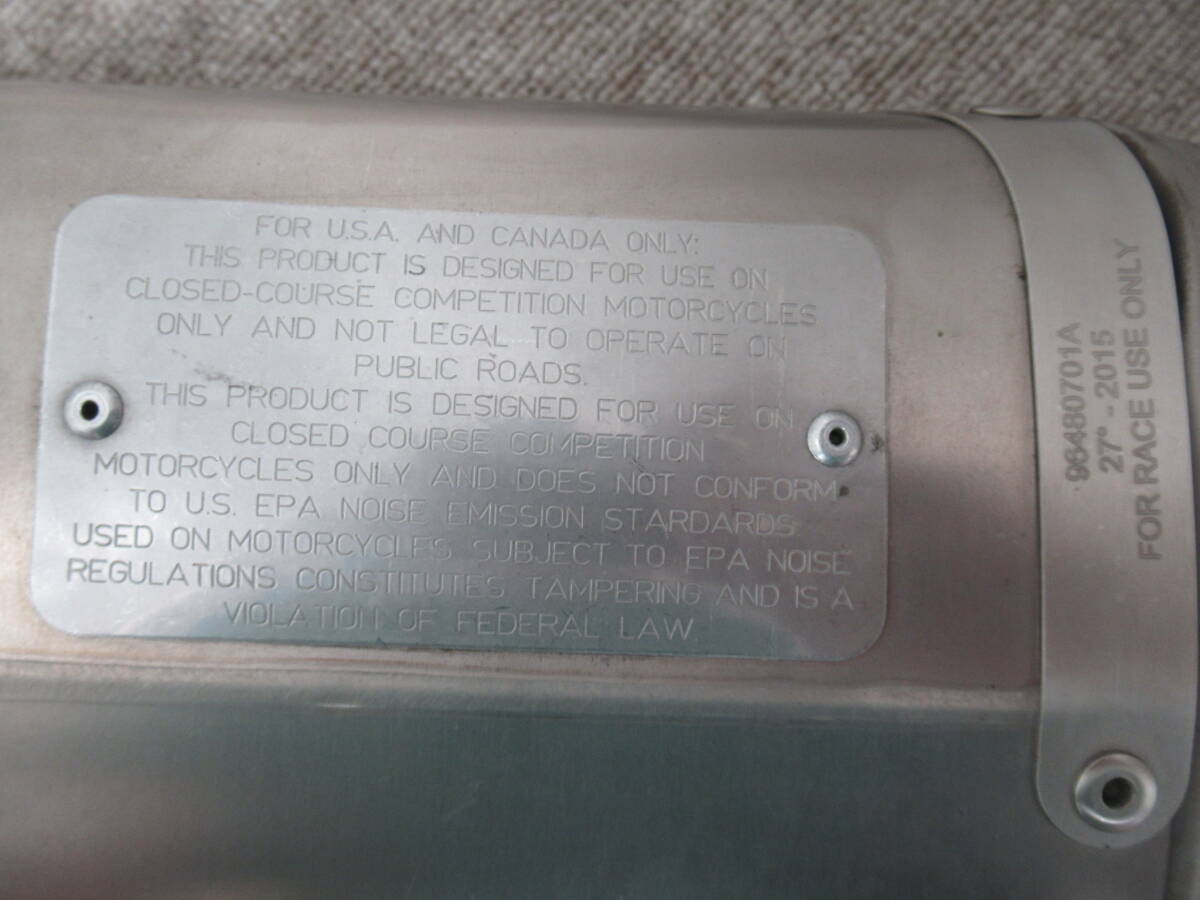 FOR U.S.A. AND CANADA ONLY:
THIS PRODUCT IS DESIGNED FOR USE ON
CLOSED-COURSE COMPETITION MOTORCYCLES
ONLY AND NOT LEGAL TO OPERATE ON
PUBLIC ROADS.
THIS PRODUCT IS DESIGNED FOR USE ON
CLOSED COURSE COMPETITION
MOTORCYCLES ONLY AND DOES NOT CONFORM
TO U.S. EPA NOISE EMISSION STARDARDS
USED ON MOTORCYCLES SUBJECT TO EPA NOISE
REGULATIONS CONSTITUTES TAMPERING AND IS A
VIOLATION OF FEDERAL LAW
96480701A
27° - 2015
FOR RACE USE ONLY